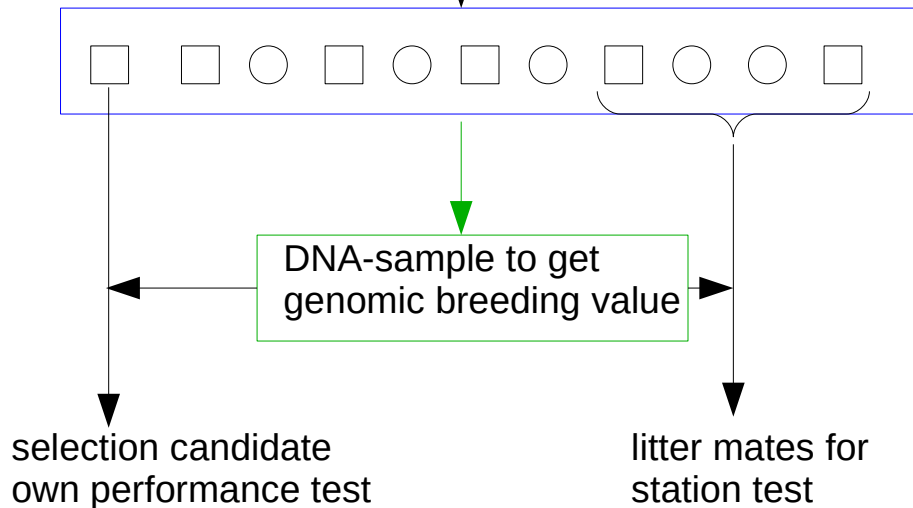 DNA-sample to get
genomic breeding value
selection candidate
own performance test
litter mates for
station test